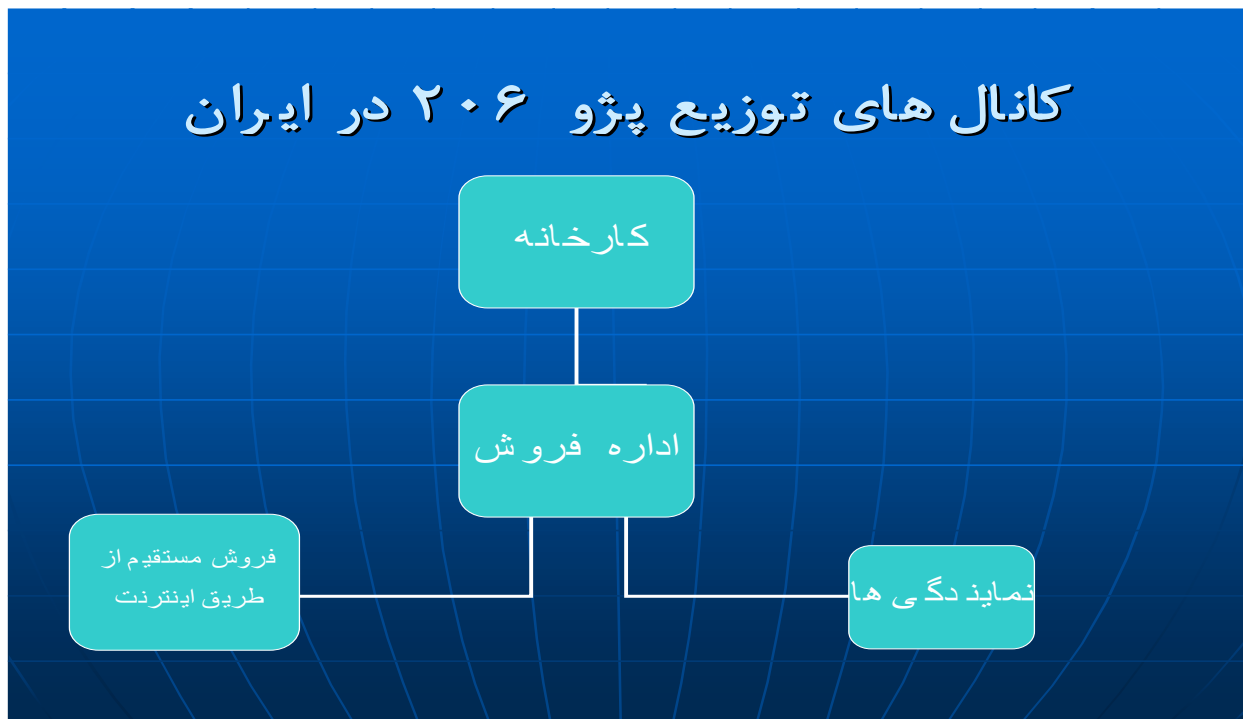 کانال های توزیع پژو ۲۰۶ در ایران
کارخانه
اداره فروش
فروش مستقیم از
طریق اینترنت
نمایندگی ها